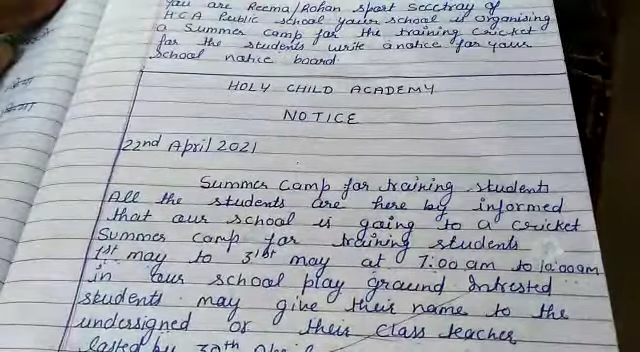 You are Reema/Rohan sport secctray of
HCA Public school your school is organising
a Summer Camp for the training cricket
for the students write a notice for your
School notice board
HOLY CHILD ACADEMY
NOTICE
22nd April 2021
Summer Camp for training students
All the students are here by informed
that our school is going to a cricket
Summer camp for training students
1st may to 31st may at 7:00 am to 10:00am
in our school play ground Intrested
students may give their name to the
undersigned or their class teacher
lasted by 30th